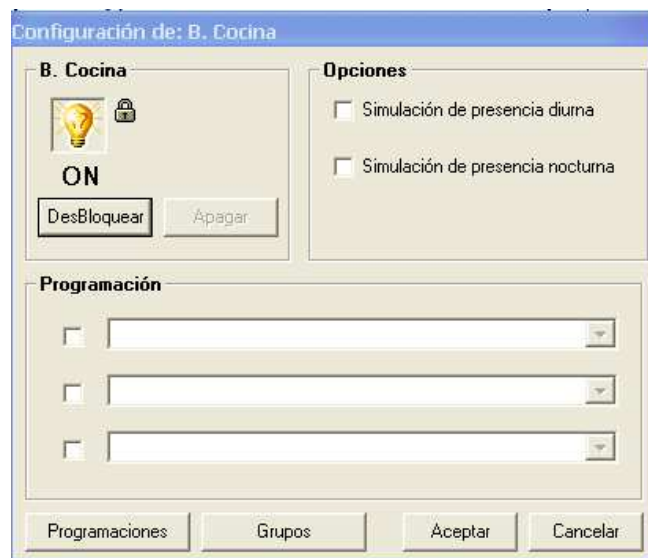 Configuración de: B. Cocina
B. Cocina
ON
DesBloquear
Apagar
Opciones
Simulación de presencia diurna
Simulación de presencia nocturna
Programación
Programaciones
Grupos
Aceptar
Cancelar